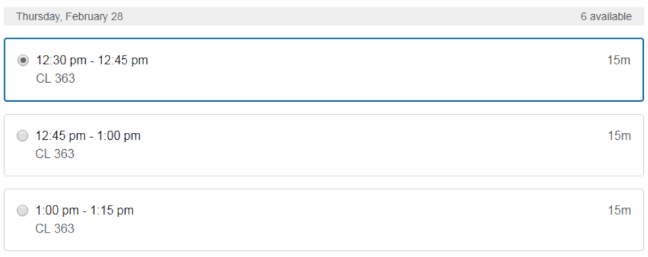 Thursday, February 28 6 available
12:30 pm - 12:45 pm 15m
CL 363
12:45 pm - 1:00 pm 15m
CL 363
1:00 pm - 1:15 pm 15m
CL 363